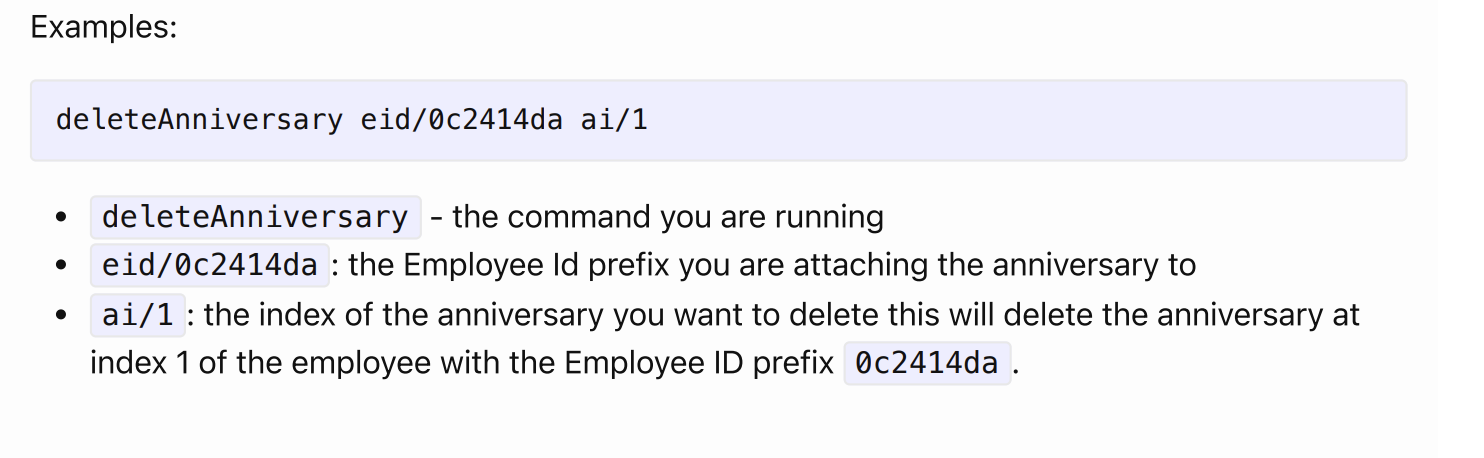 Examples:
deleteAnniversary eid/0c2414da ai/1
• deleteAnniversary - the command you are running
• eid/0c2414da : the Employee Id prefix you are attaching the anniversary to
• ai/1 : the index of the anniversary you want to delete this will delete the anniversary at
index 1 of the employee with the Employee ID prefix 0c2414da .